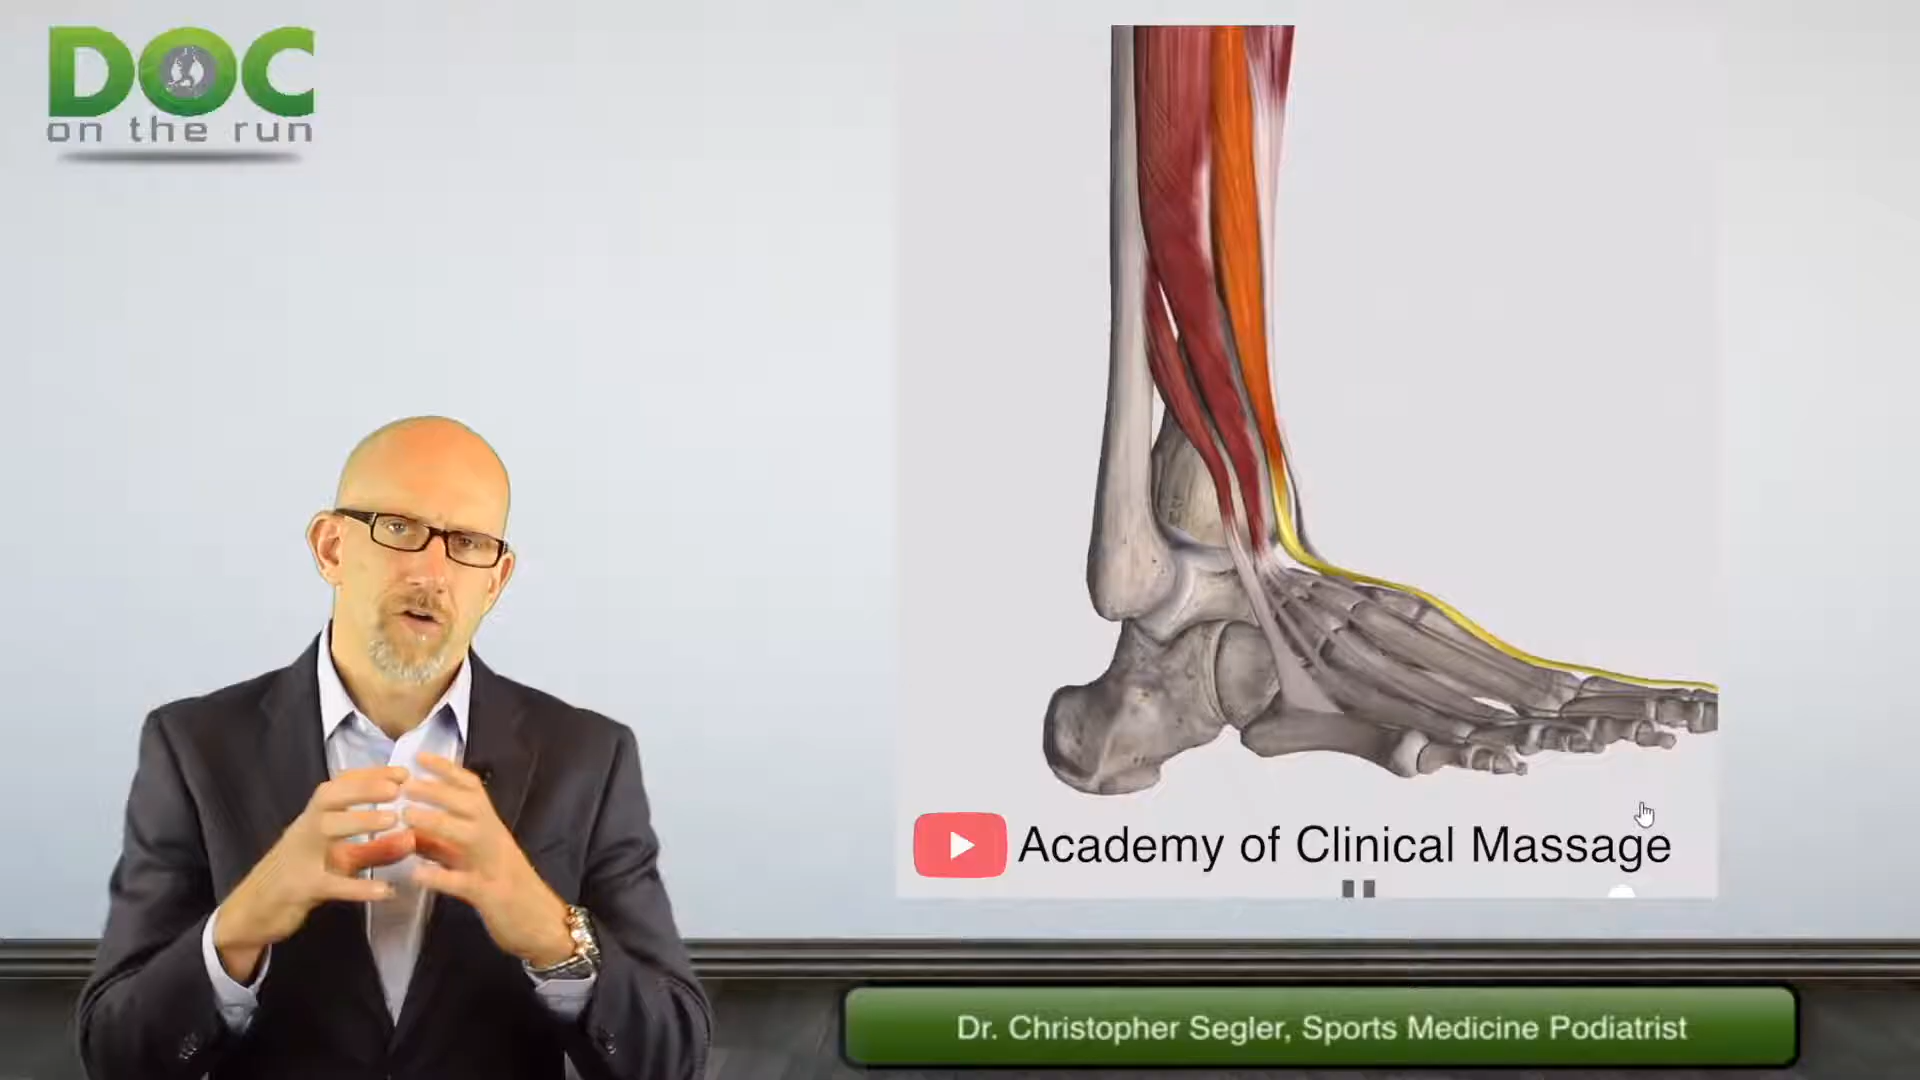 DOC
on the run
Academy of Clinical Massage
Dr. Christopher Segler, Sports Medicine Podiatrist